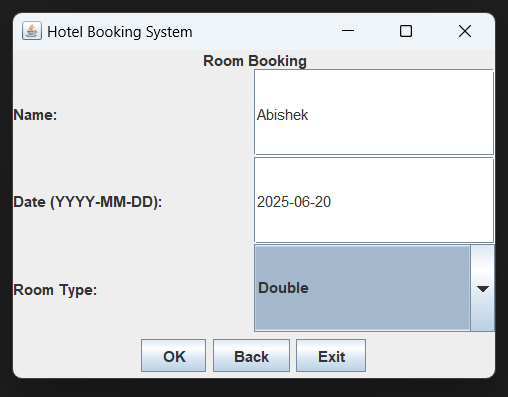 Hotel Booking System
Room Booking
Name: Abishek
Date (YYYY-MM-DD): 2025-06-20
Room Type: Double
OK Back Exit